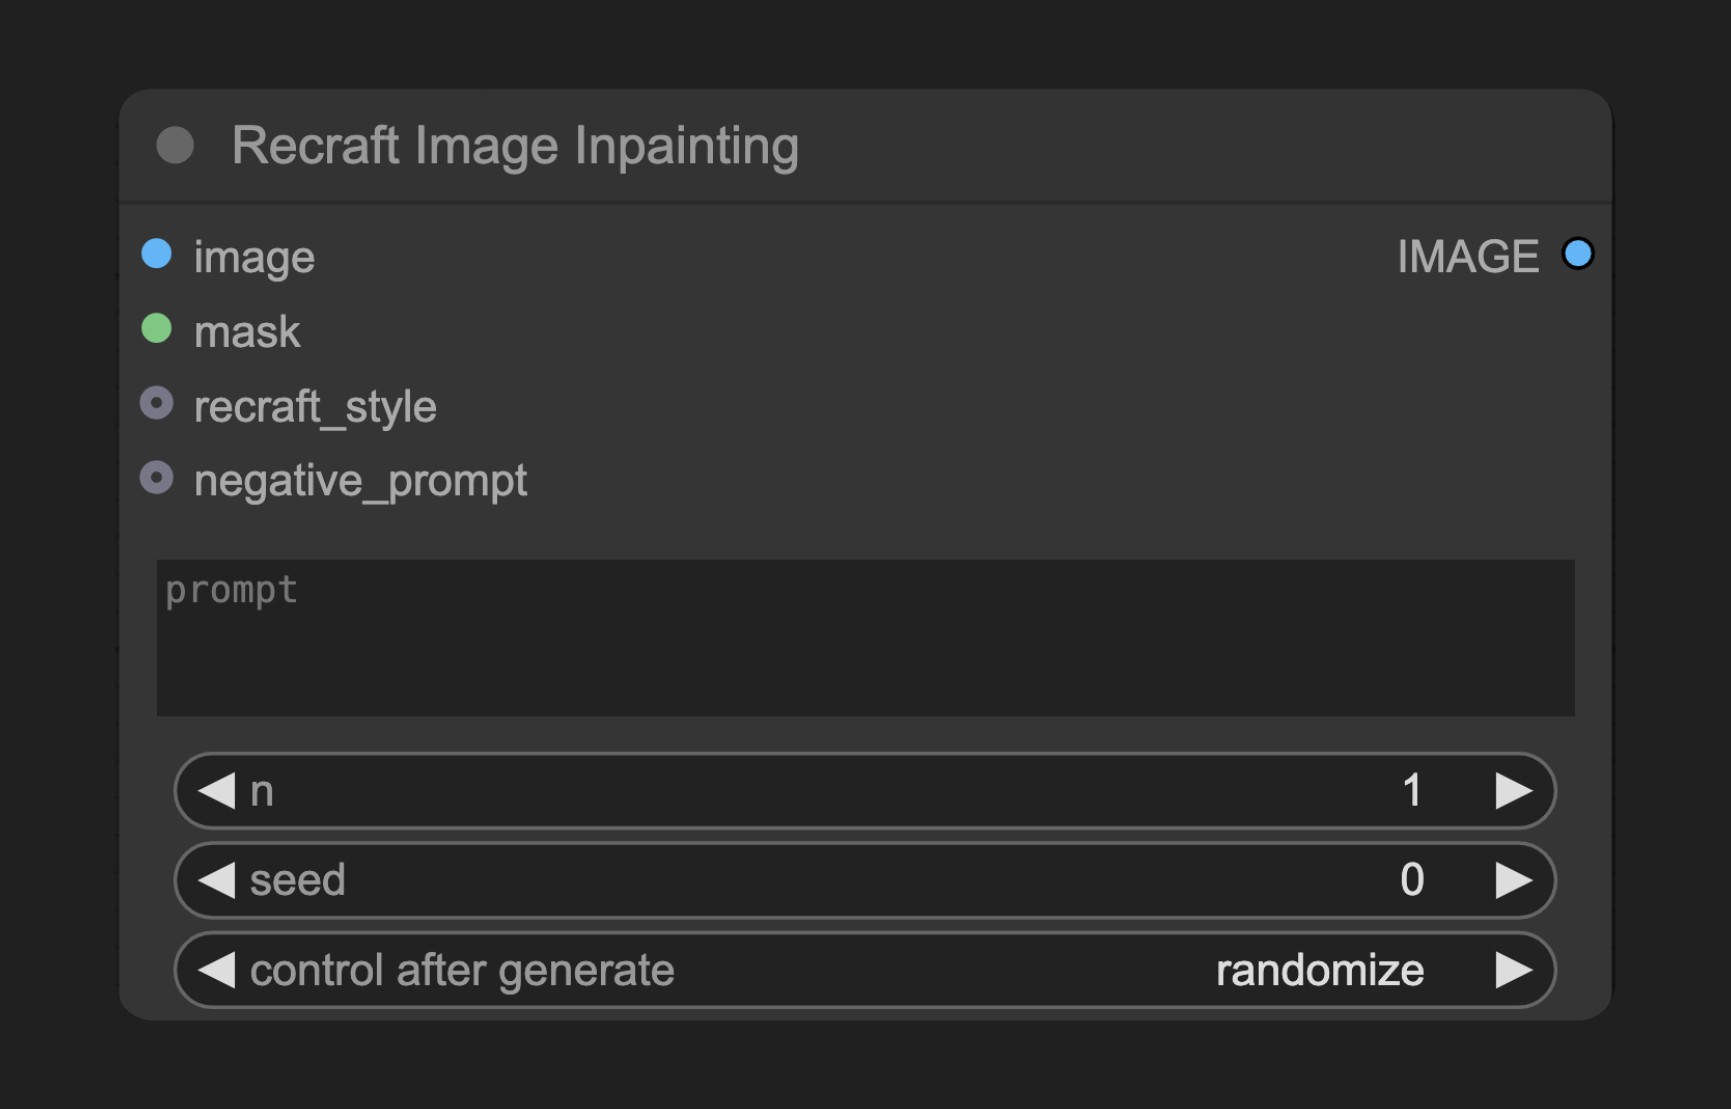 Recraft Image Inpainting
image
IMAGE
mask
recraft_style
negative_prompt
prompt
n 1
seed 0
control after generate randomize